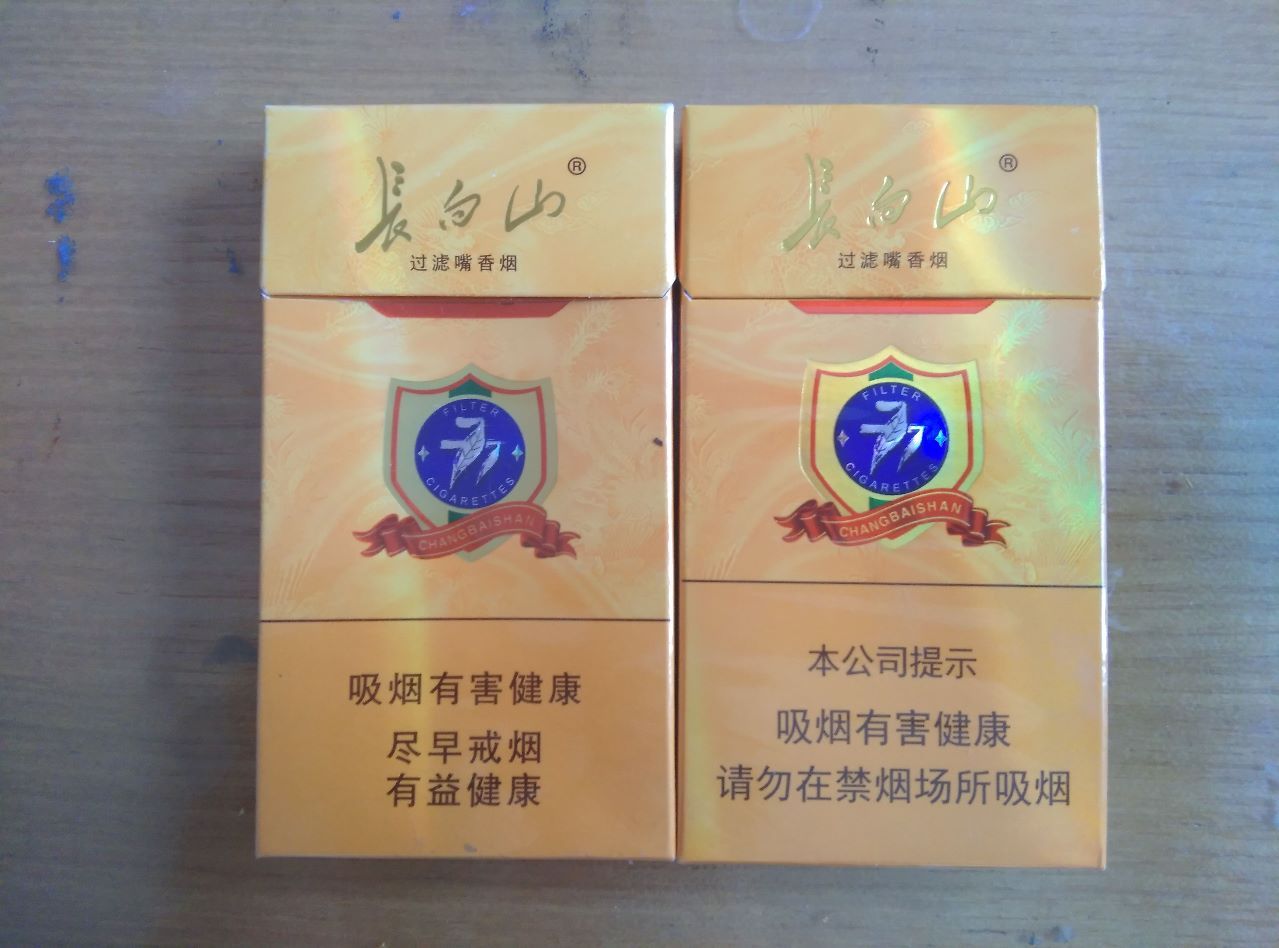 長白山®
过滤嘴香烟
FILTER
CIGARETTES
CHANGBAISHAN
吸烟有害健康
尽早戒烟
有益健康
長白山®
过滤嘴香烟
FILTER
CIGARETTES
CHANGBAISHAN
本公司提示
吸烟有害健康
请勿在禁烟场所吸烟